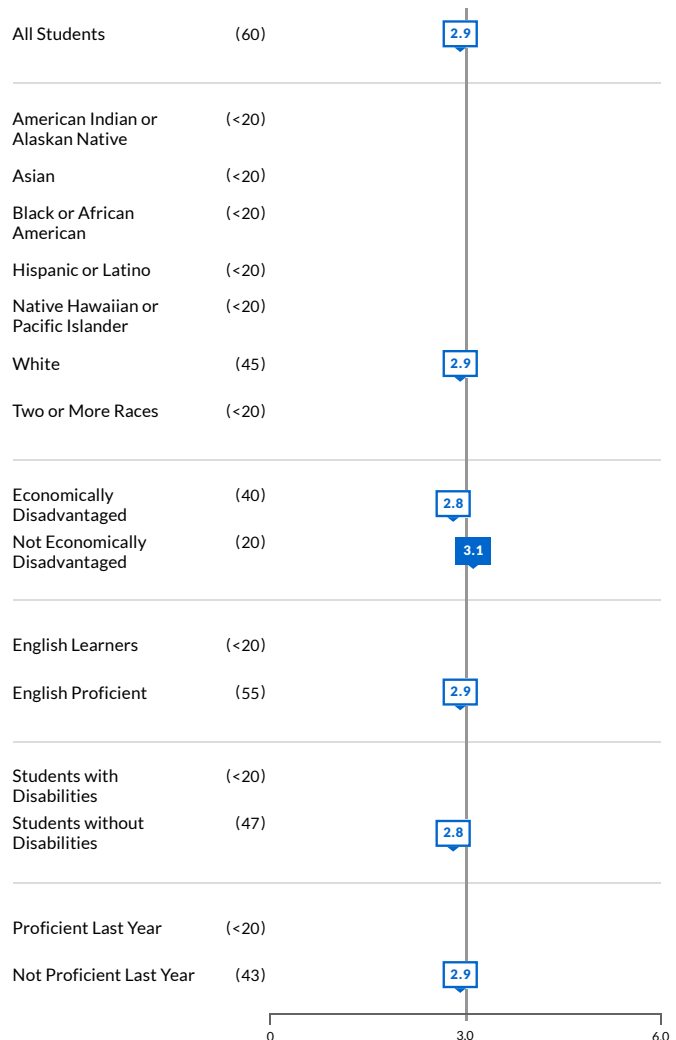 All Students (60) 2.9
American Indian or (<20)
Alaskan Native
Asian (<20)
Black or African (<20)
American
Hispanic or Latino (<20)
Native Hawaiian or (<20)
Pacific Islander
White (45) 2.9
Two or More Races (<20)
Economically (40) 2.8
Disadvantaged
Not Economically (20) 3.1
Disadvantaged
English Learners (<20)
English Proficient (55) 2.9
Students with (<20)
Disabilities
Students without (47) 2.8
Disabilities
Proficient Last Year (<20)
Not Proficient Last Year (43) 2.9
0 3.0 6.0